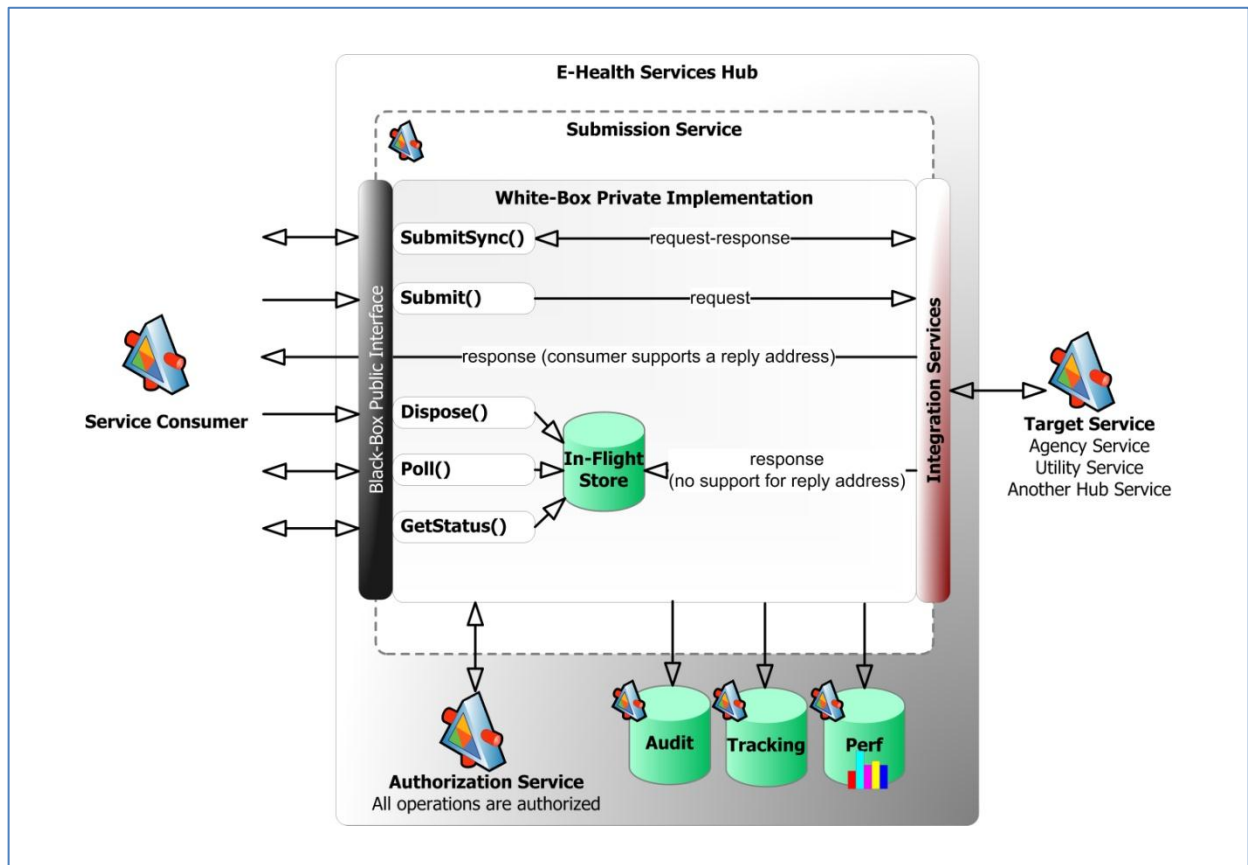 E-Health Services Hub
Submission Service
White-Box Private Implementation
Black-Box Public Interface
Integration Services
SubmitSync()
request-response
Submit()
request
response (consumer supports a reply address)
Service Consumer
Dispose()
Poll()
GetStatus()
In-Flight
Store
response
(no support for reply address)
Target Service
Agency Service
Utility Service
Another Hub Service
Authorization Service
All operations are authorized
Audit
Tracking
Perf